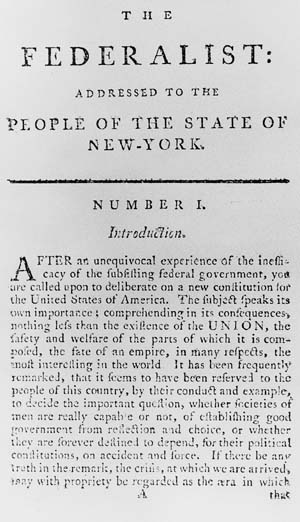 THE
FEDERALIST:
ADDRESSED TO THE
PEOPLE OF THE STATE OF
NEW-YORK.
NUMBER I.
Introduction.
AFTER an unequivocal experience of the ineffi-
cacy of the subſiſting federal government, you
are called upon to deliberate on a new conſtitution for
the United States of America. The ſubject ſpeaks its
own importance; comprehending in its conſequences,
nothing leſs than the exiſtence of the UNION, the
ſafety and welfare of the parts of which it is com-
poſed, the fate of an empire, in many reſpects, the
moſt intereſting in the world. It has been frequently
remarked, that it ſeems to have been reſerved to the
people of this country, by their conduct and example,
to decide the important queſtion, whether ſocieties of
men are really capable or not, of eſtabliſhing good
government from reflection and choice, or whether
they are forever deſtined to depend, for their political
conſtitutions, on accident and force. If there be any
truth in the remark, the criſis, at which we are arrived,
may with propriety be regarded as the æra in which
A that